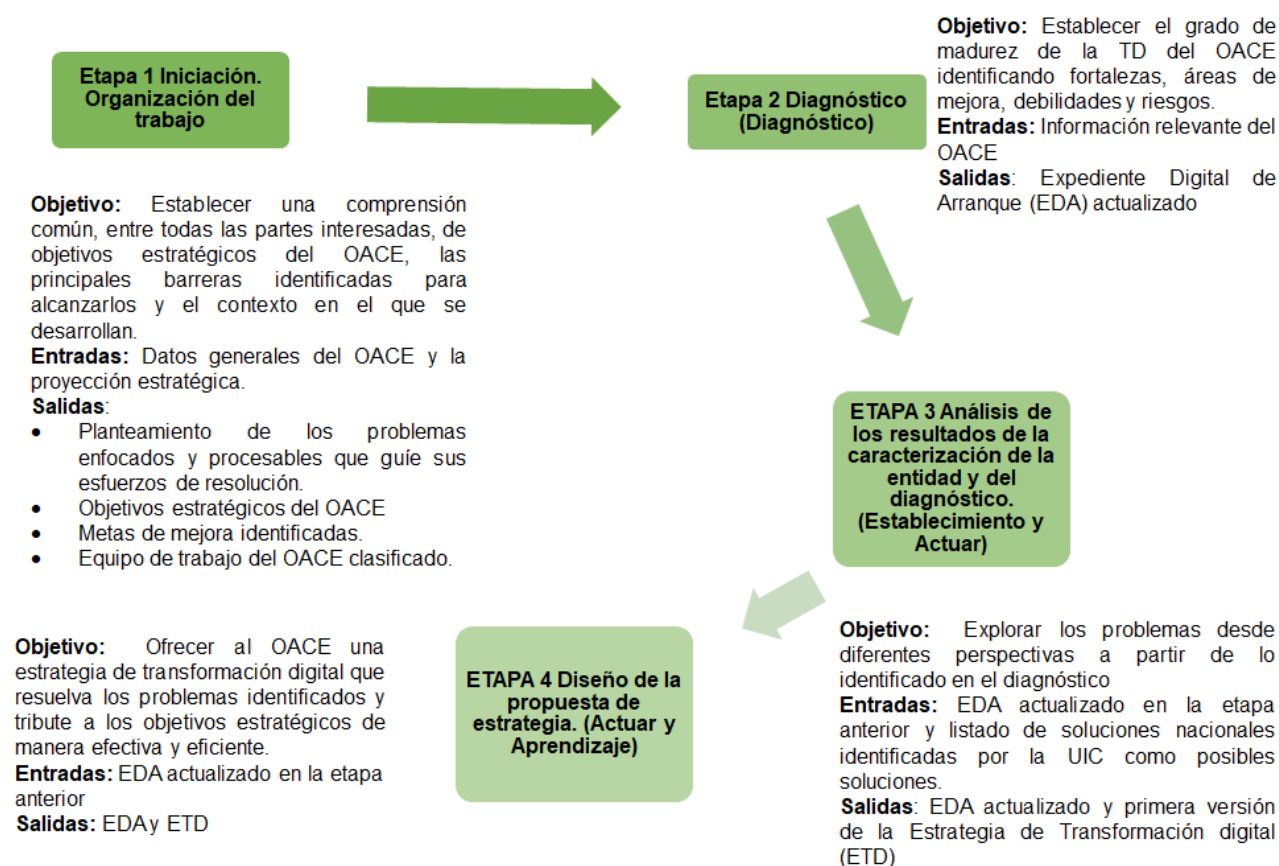 Etapa 1 Iniciación.
Organización del
trabajo
Objetivo: Establecer una comprensión
común, entre todas las partes interesadas, de
objetivos estratégicos del OACE, las
principales barreras identificadas para
alcanzarlos y el contexto en el que se
desarrollan.
Entradas: Datos generales del OACE y la
proyección estratégica.
Salidas:
• Planteamiento de los problemas
enfocados y procesables que guíe sus
esfuerzos de resolución.
• Objetivos estratégicos del OACE
• Metas de mejora identificadas.
• Equipo de trabajo del OACE clasificado.
Etapa 2 Diagnóstico
(Diagnóstico)
Objetivo: Establecer el grado de
madurez de la TD del OACE
identificando fortalezas, áreas de
mejora, debilidades y riesgos.
Entradas: Información relevante del
OACE
Salidas: Expediente Digital de
Arranque (EDA) actualizado
ETAPA 3 Análisis de
los resultados de la
caracterización de la
entidad y del
diagnóstico.
(Establecimiento y
Actuar)
Objetivo: Explorar los problemas desde
diferentes perspectivas a partir de lo
identificado en el diagnóstico
Entradas: EDA actualizado en la etapa
anterior y listado de soluciones nacionales
identificadas por la UIC como posibles
soluciones.
Salidas: EDA actualizado y primera versión
de la Estrategia de Transformación digital
(ETD)
ETAPA 4 Diseño de la
propuesta de
estrategia. (Actuar y
Aprendizaje)
Objetivo: Ofrecer al OACE una
estrategia de transformación digital que
resuelva los problemas identificados y
tribute a los objetivos estratégicos de
manera efectiva y eficiente.
Entradas: EDA actualizado en la etapa
anterior
Salidas: EDA y ETD